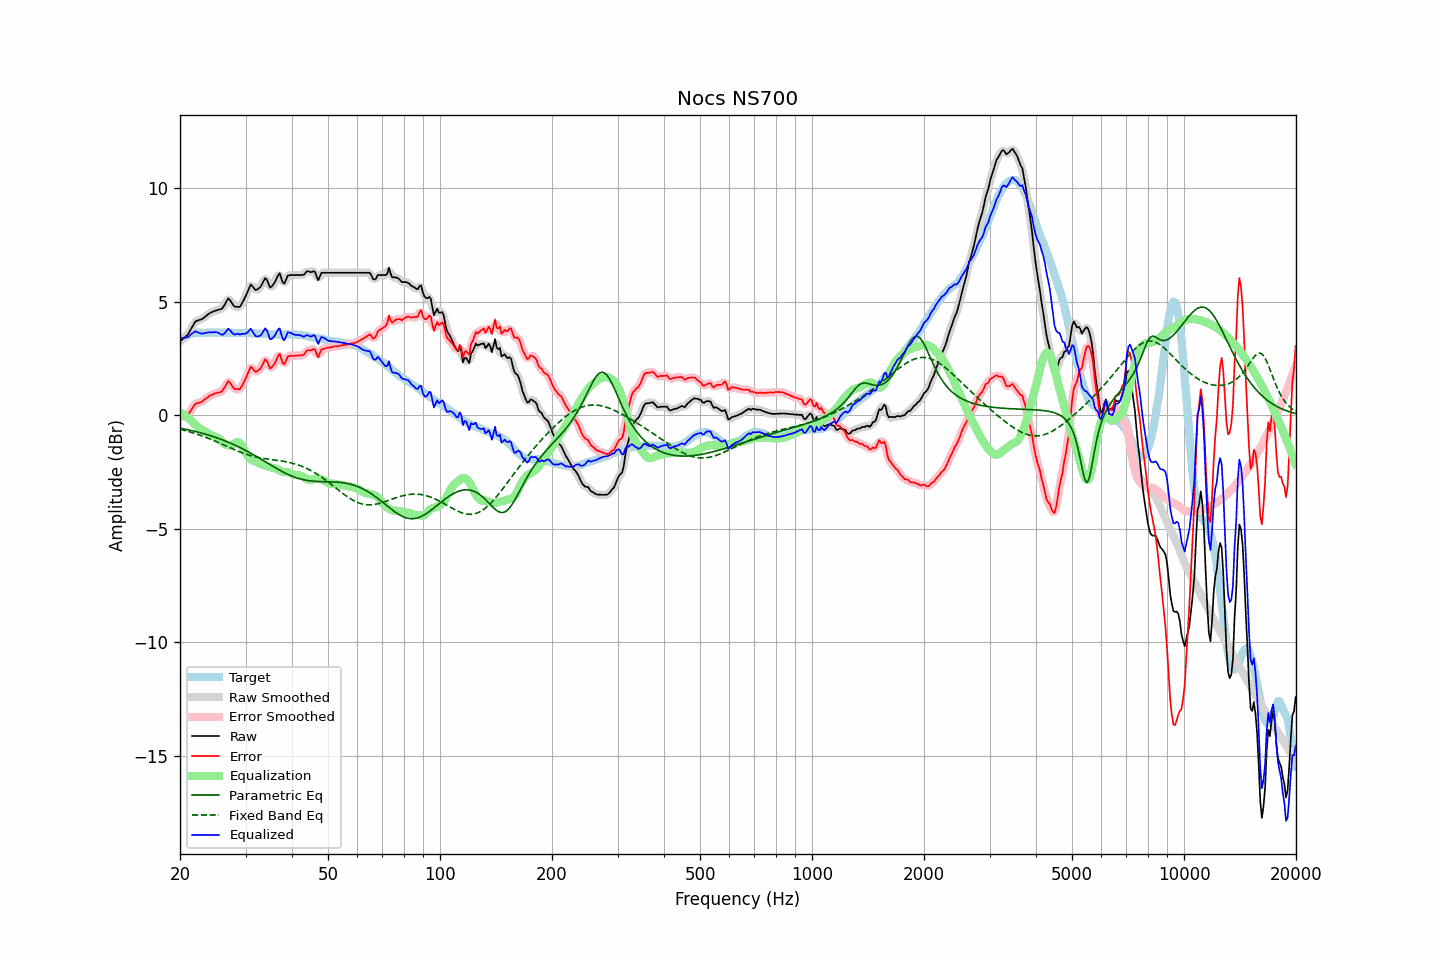 Nocs NS700
Amplitude (dBr)
10
5
0
−5
−10
−15
Target
Raw Smoothed
Error Smoothed
Raw
Error
Equalization
Parametric Eq
Fixed Band Eq
Equalized
20 50 100 200 500 1000 2000 5000 10000 20000
Frequency (Hz)